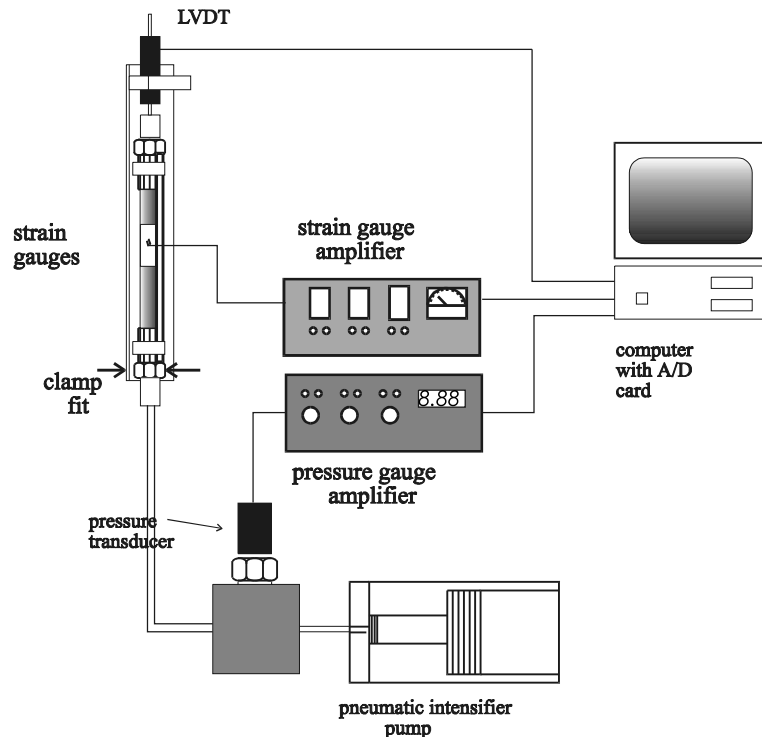 LVDT
strain
gauges
strain gauge
amplifier
computer
with A/D
card
clamp
fit
8.88
pressure gauge
amplifier
pressure
transducer
pneumatic intensifier
pump